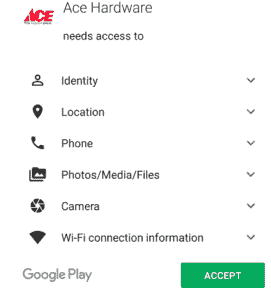 ACE
Ace Hardware
needs access to
Identity
Location
Phone
Photos/Media/Files
Camera
Wi-Fi connection information
Google Play
ACCEPT